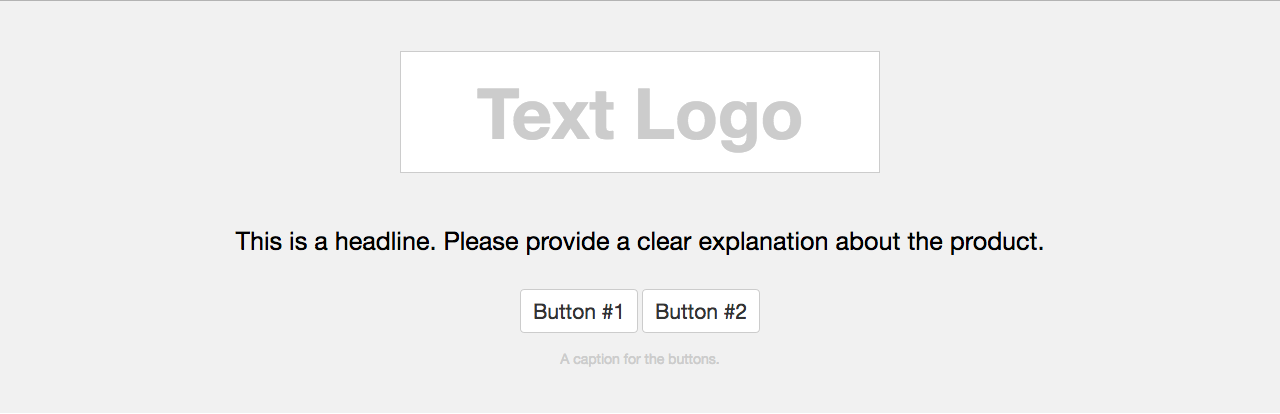 Text Logo
This is a headline. Please provide a clear explanation about the product.
Button #1 Button #2
A caption for the buttons.